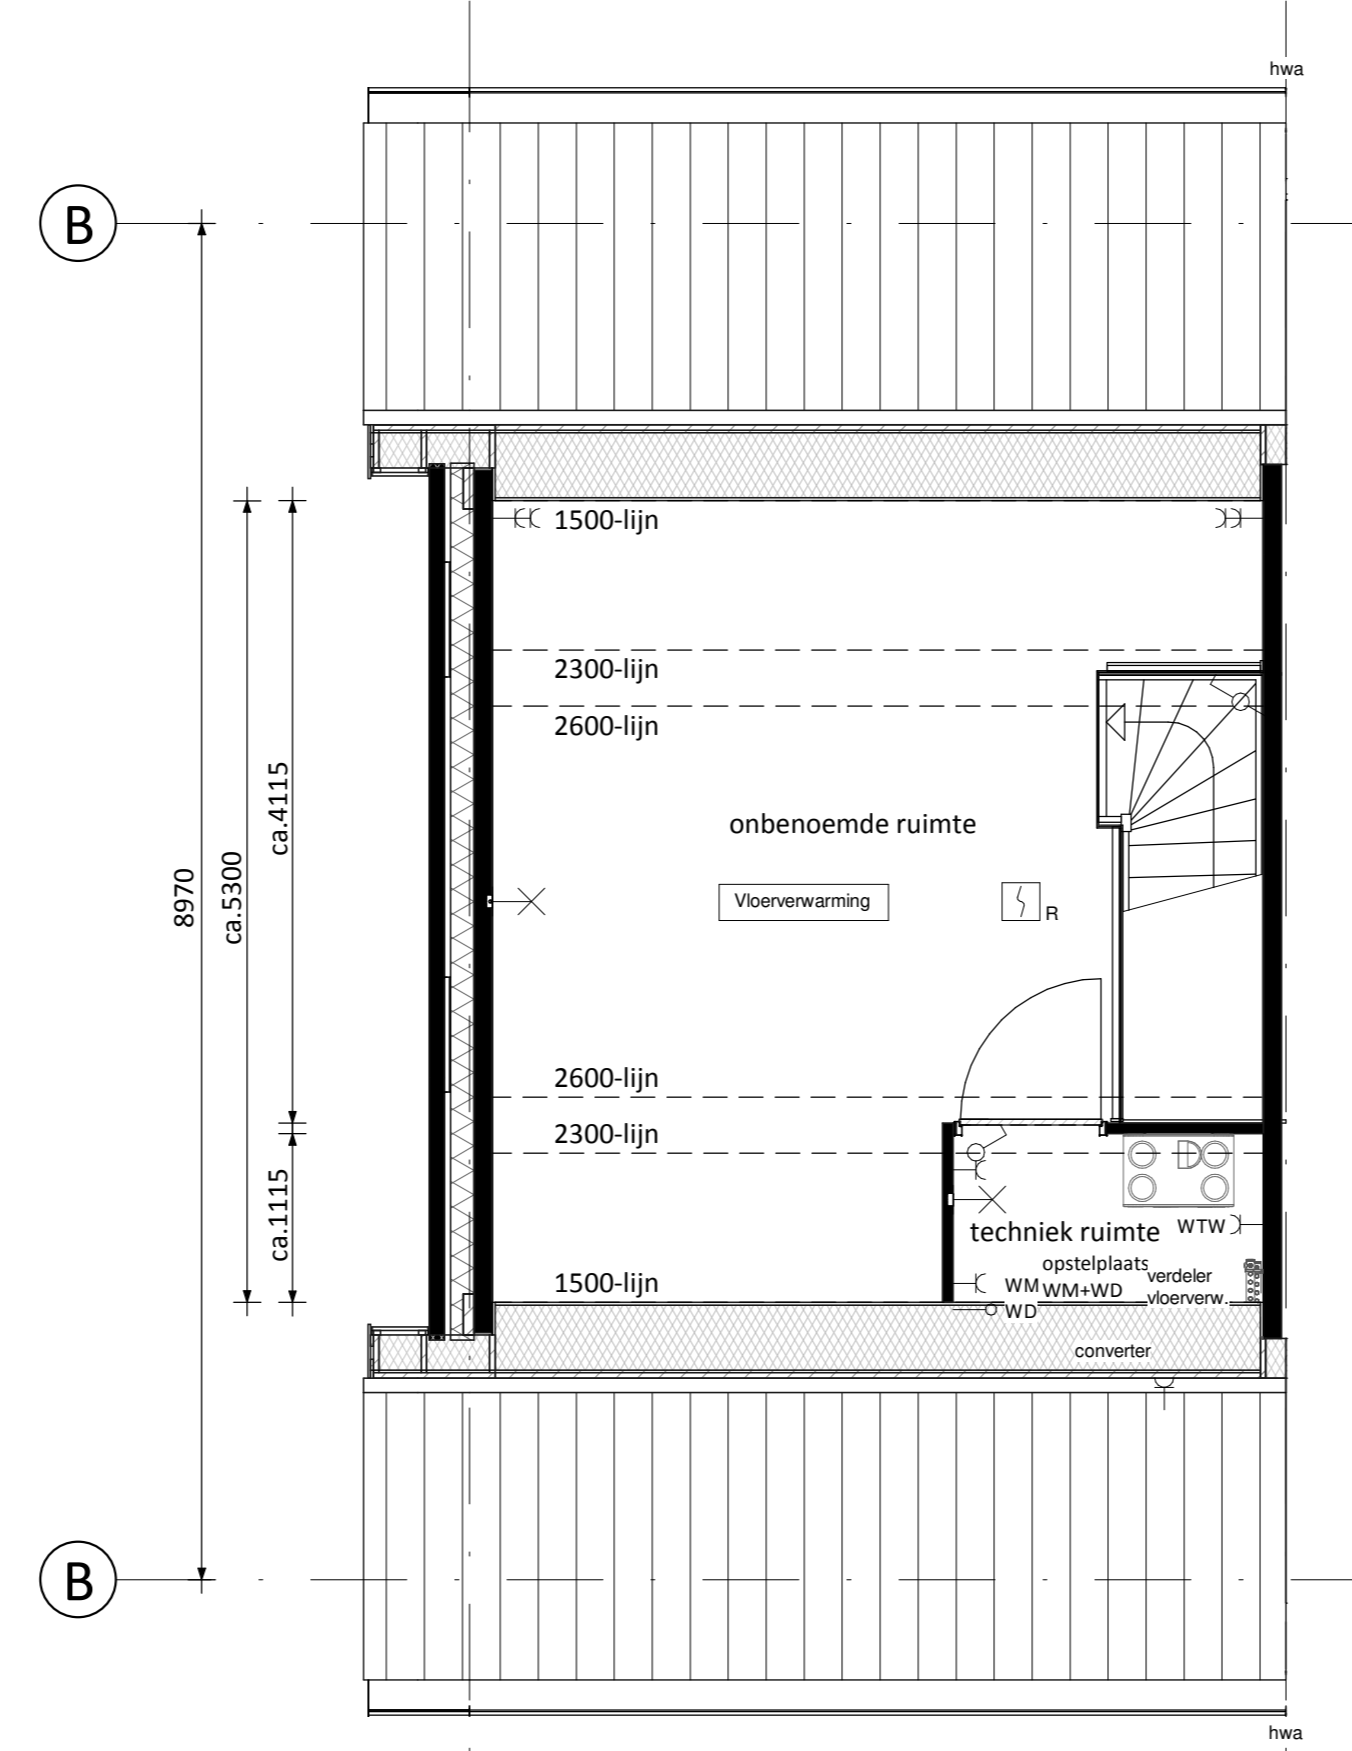 hwa
B
1500-lijn
2300-lijn
2600-lijn
ca.4115
onbenoemde ruimte
8970
ca.5300
Vloerverwarming
R
2600-lijn
2300-lijn
ca.1115
techniek ruimte
WTW
opstelplaats
WM
WM+WD
verdeler
vloerverw.
1500-lijn
WD
converter
B
hwa